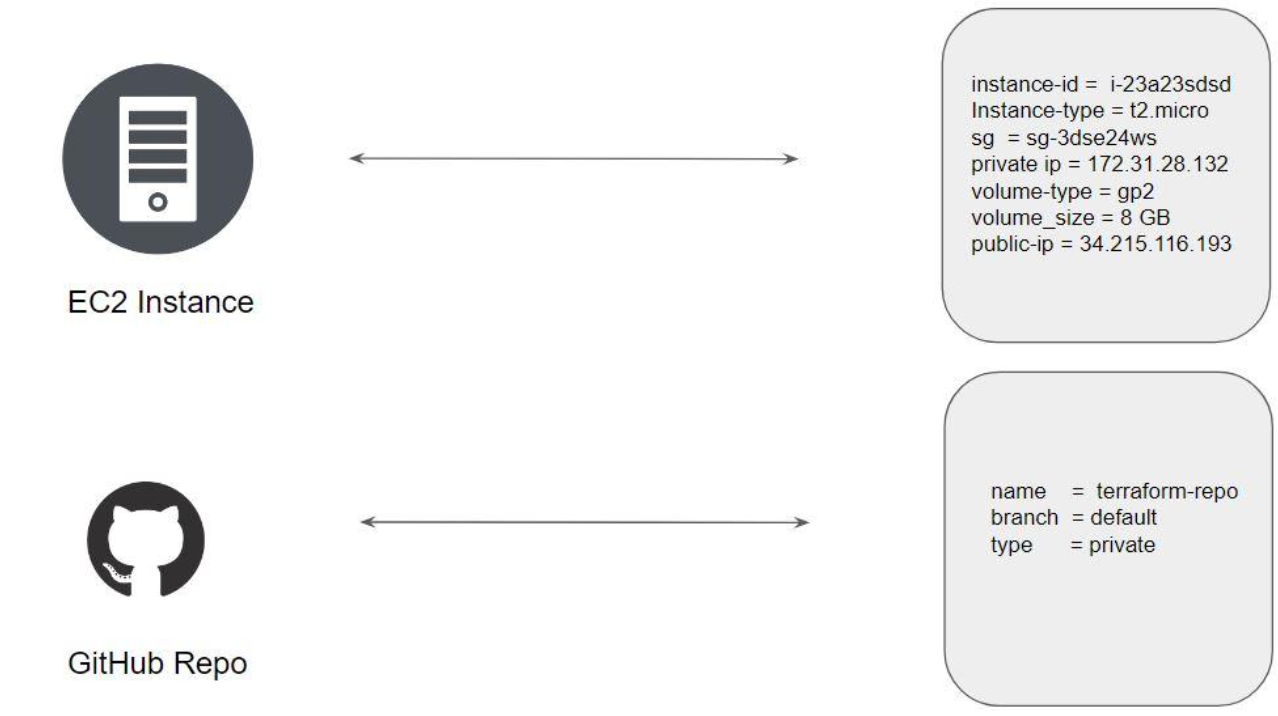 EC2 Instance
instance-id =  i-23a23sdsd
Instance-type = t2.micro
sg  = sg-3dse24ws
private ip = 172.31.28.132
volume-type = gp2
volume_size = 8 GB
public-ip = 34.215.116.193
GitHub Repo
name    =  terraform-repo
branch  = default
type      = private